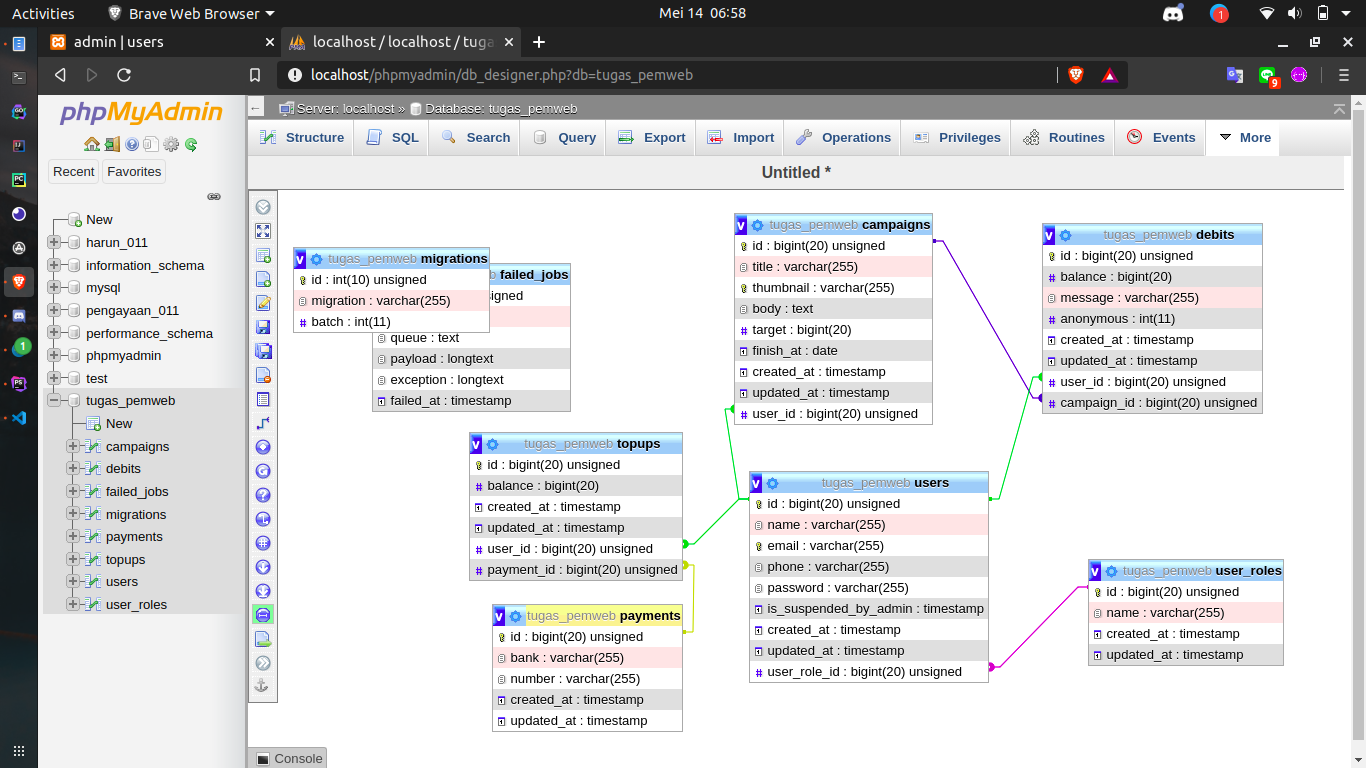 Activities
Brave Web Browser
Mei 14 06:58
1
admin | users
localhost / localhost / tuga
localhost/phpmyadmin/db_designer.php?db=tugas_pemweb
9
phpMyAdmin
Recent
Favorites
New
harun_011
information_schema
mysql
pengayaan_011
performance_schema
phpmyadmin
test
tugas_pemweb
New
campaigns
debits
failed_jobs
migrations
payments
topups
users
user_roles
Server: localhost » Database: tugas_pemweb
Structure
SQL
Search
Query
Export
Import
Operations
Privileges
Routines
Events
More
Untitled *
tugas_pemweb migrations
id : int(10) unsigned
migration : varchar(255)
batch : int(11)
b failed_jobs
signed
queue : text
payload : longtext
exception : longtext
failed_at : timestamp
tugas_pemweb campaigns
id : bigint(20) unsigned
title : varchar(255)
thumbnail : varchar(255)
body : text
target : bigint(20)
finish_at : date
created_at : timestamp
updated_at : timestamp
user_id : bigint(20) unsigned
tugas_pemweb debits
id : bigint(20) unsigned
balance : bigint(20)
message : varchar(255)
anonymous : int(11)
created_at : timestamp
updated_at : timestamp
user_id : bigint(20) unsigned
campaign_id : bigint(20) unsigned
tugas_pemweb topups
id : bigint(20) unsigned
balance : bigint(20)
created_at : timestamp
updated_at : timestamp
user_id : bigint(20) unsigned
payment_id : bigint(20) unsigned
tugas_pemweb users
id : bigint(20) unsigned
name : varchar(255)
email : varchar(255)
phone : varchar(255)
password : varchar(255)
is_suspended_by_admin : timestamp
created_at : timestamp
updated_at : timestamp
user_role_id : bigint(20) unsigned
tugas_pemweb user_roles
id : bigint(20) unsigned
name : varchar(255)
created_at : timestamp
updated_at : timestamp
tugas_pemweb payments
id : bigint(20) unsigned
bank : varchar(255)
number : varchar(255)
created_at : timestamp
updated_at : timestamp
Console